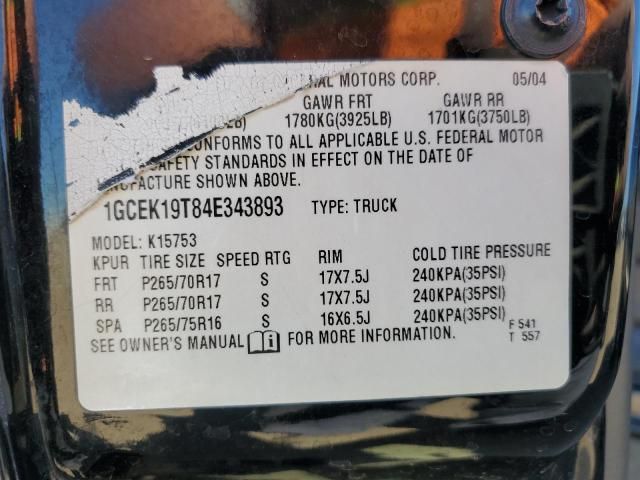 MOTORS CORP. 05/04
GAWR FRT GAWR RR
1780KG(3925LB) 1701KG(3750LB)
CONFORMS TO ALL APPLICABLE U.S. FEDERAL MOTOR
SAFETY STANDARDS IN EFFECT ON THE DATE OF
SHOWN ABOVE.
1GCEK19T84E343893 TYPE: TRUCK
MODEL: K15753
KPUR TIRE SIZE SPEED RTG RIM COLD TIRE PRESSURE
FRT P265/70R17 S 17X7.5J 240KPA(35PSI)
RR P265/70R17 S 17X7.5J 240KPA(35PSI)
SPA P265/75R16 S 16X6.5J 240KPA(35PSI)
SEE OWNER'S MANUAL FOR MORE INFORMATION.
F 541
T 557